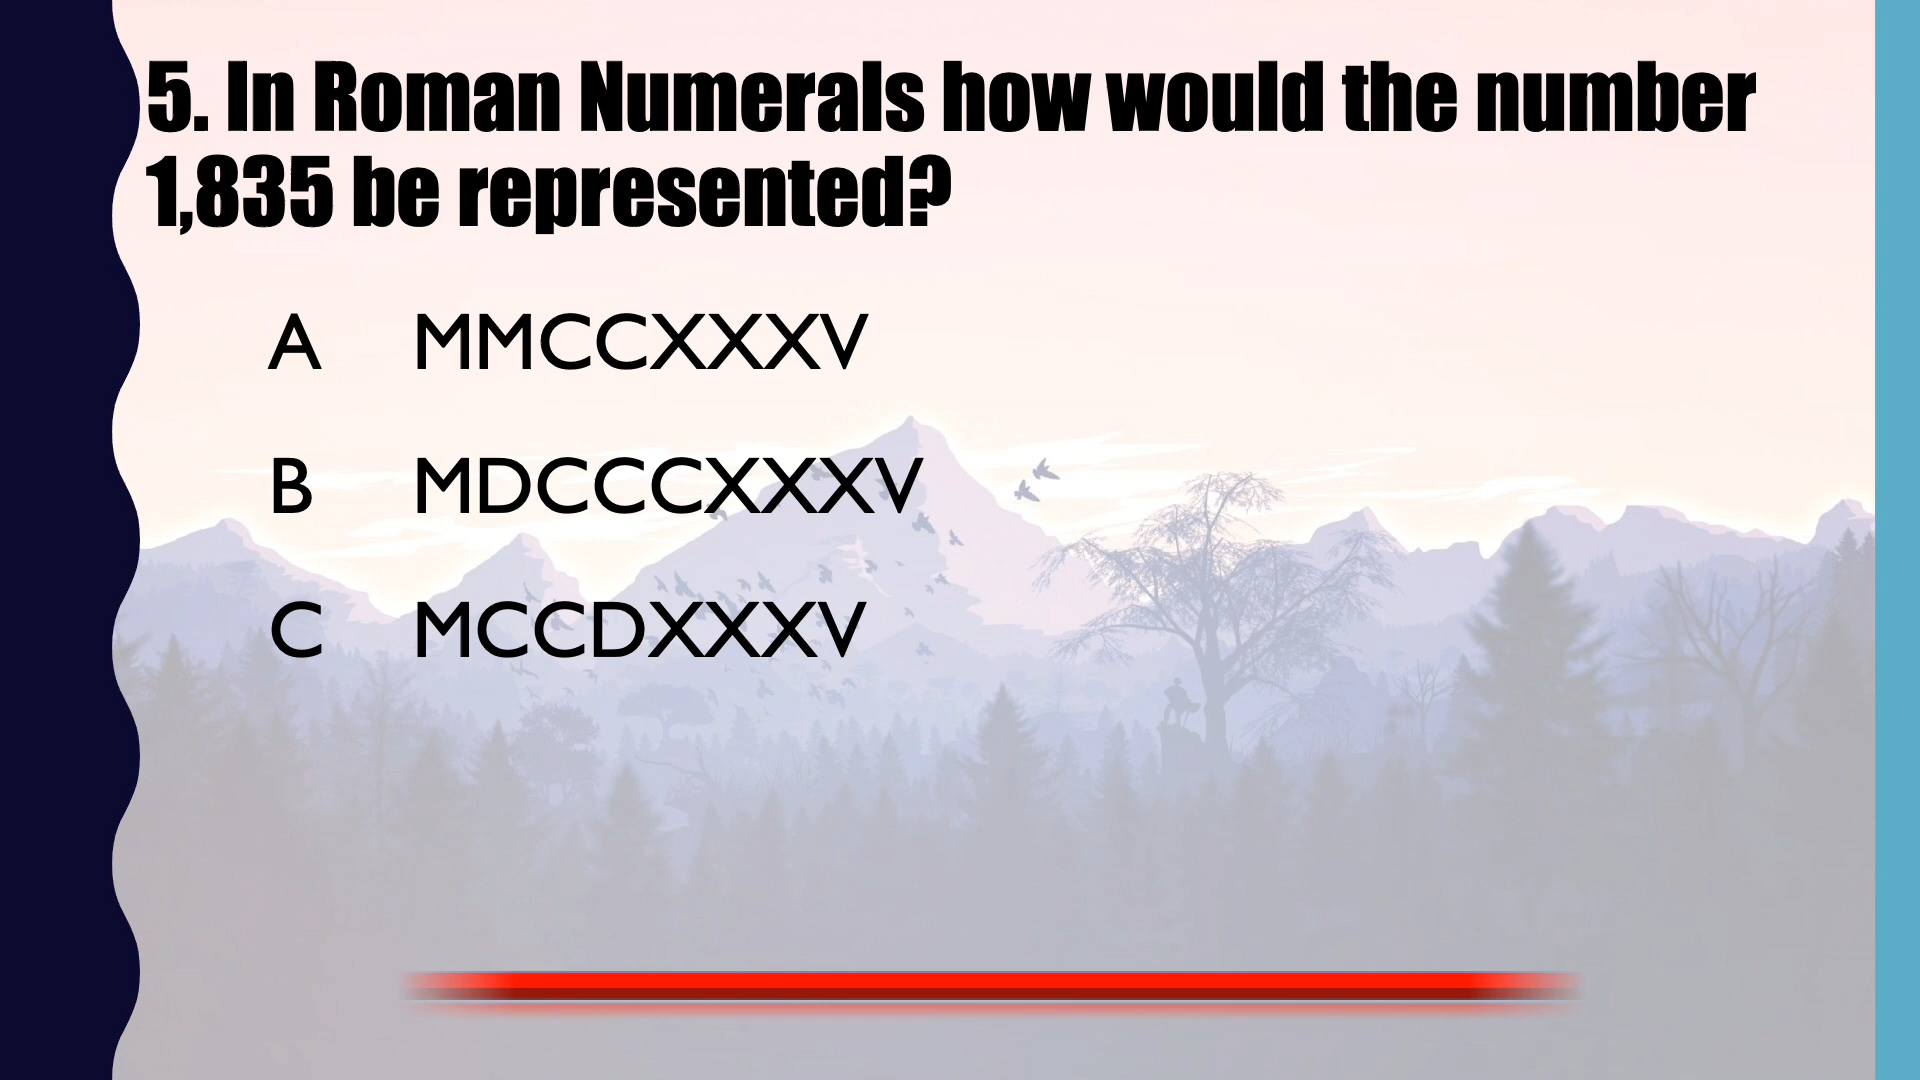 5. In Roman Numerals how would the number
1,835 be represented?
A MMCCXXXV
B MDCCCXXXV
C MCCDXXXV